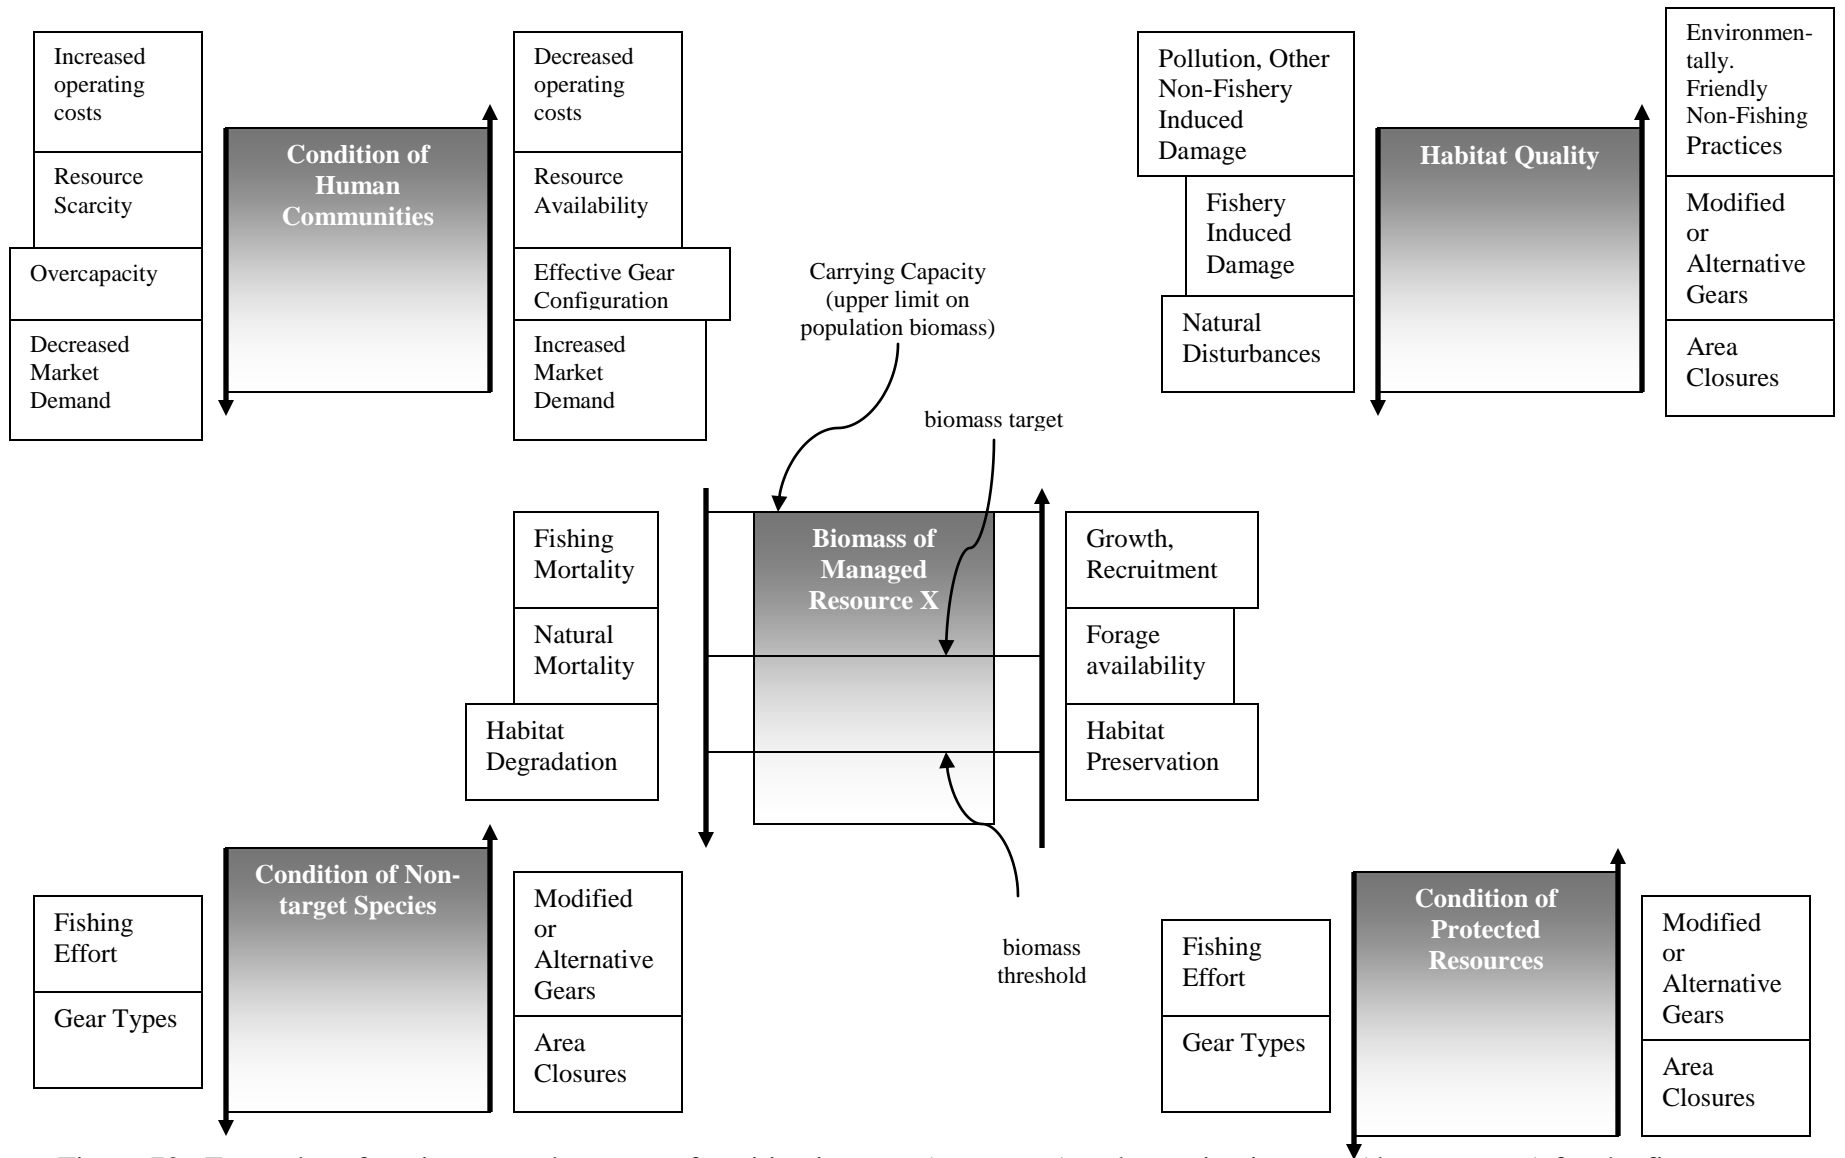 Increased
operating
costs
Resource
Scarcity
Overcapacity
Decreased
Market
Demand
Condition of
Human
Communities
Decreased
operating
costs
Resource
Availability
Effective Gear
Configuration
Increased
Market
Demand
Pollution, Other
Non-Fishery
Induced
Damage
Fishery
Induced
Damage
Natural
Disturbances
Habitat Quality
Environmen-
tally.
Friendly
Non-Fishing
Practices
Modified
or
Alternative
Gears
Area
Closures
Carrying Capacity
(upper limit on
population biomass)
biomass target
Fishing
Mortality
Natural
Mortality
Habitat
Degradation
Biomass of
Managed
Resource X
Growth,
Recruitment
Forage
availability
Habitat
Preservation
biomass
threshold
Fishing
Effort
Gear Types
Condition of Non-
target Species
Modified
or
Alternative
Gears
Area
Closures
Fishing
Effort
Gear Types
Condition of
Protected
Resources
Modified
or
Alternative
Gears
Area
Closures